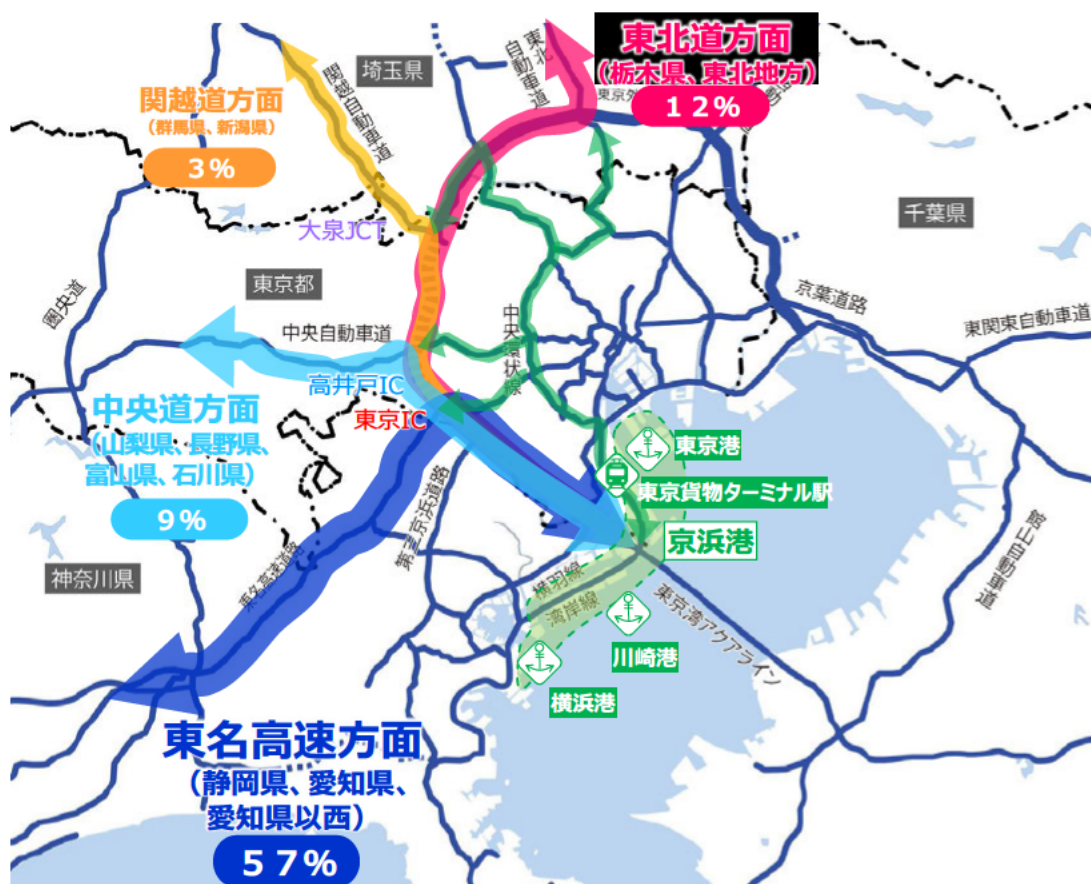 東北道方面
(栃木県、東北地方)
12%
東北
自動車道
東京外
埼玉県
関越自動車道
関越道方面
(群馬県、新潟県)
3%
大泉JCT
千葉県
東京都
圏央道
中央自動車道
中央環状線
京葉道路
東関東自動車道
高井戸IC
東京IC
中央道方面
(山梨県、長野県、
富山県、石川県)
9%
東京港
東京貨物ターミナル駅
京浜港
第三京浜道路
神奈川県
東名高速道路
横羽線
湾岸線
東京湾アクアライン
館山自動車道
川崎港
横浜港
東名高速方面
(静岡県、愛知県、
愛知県以西)
57%